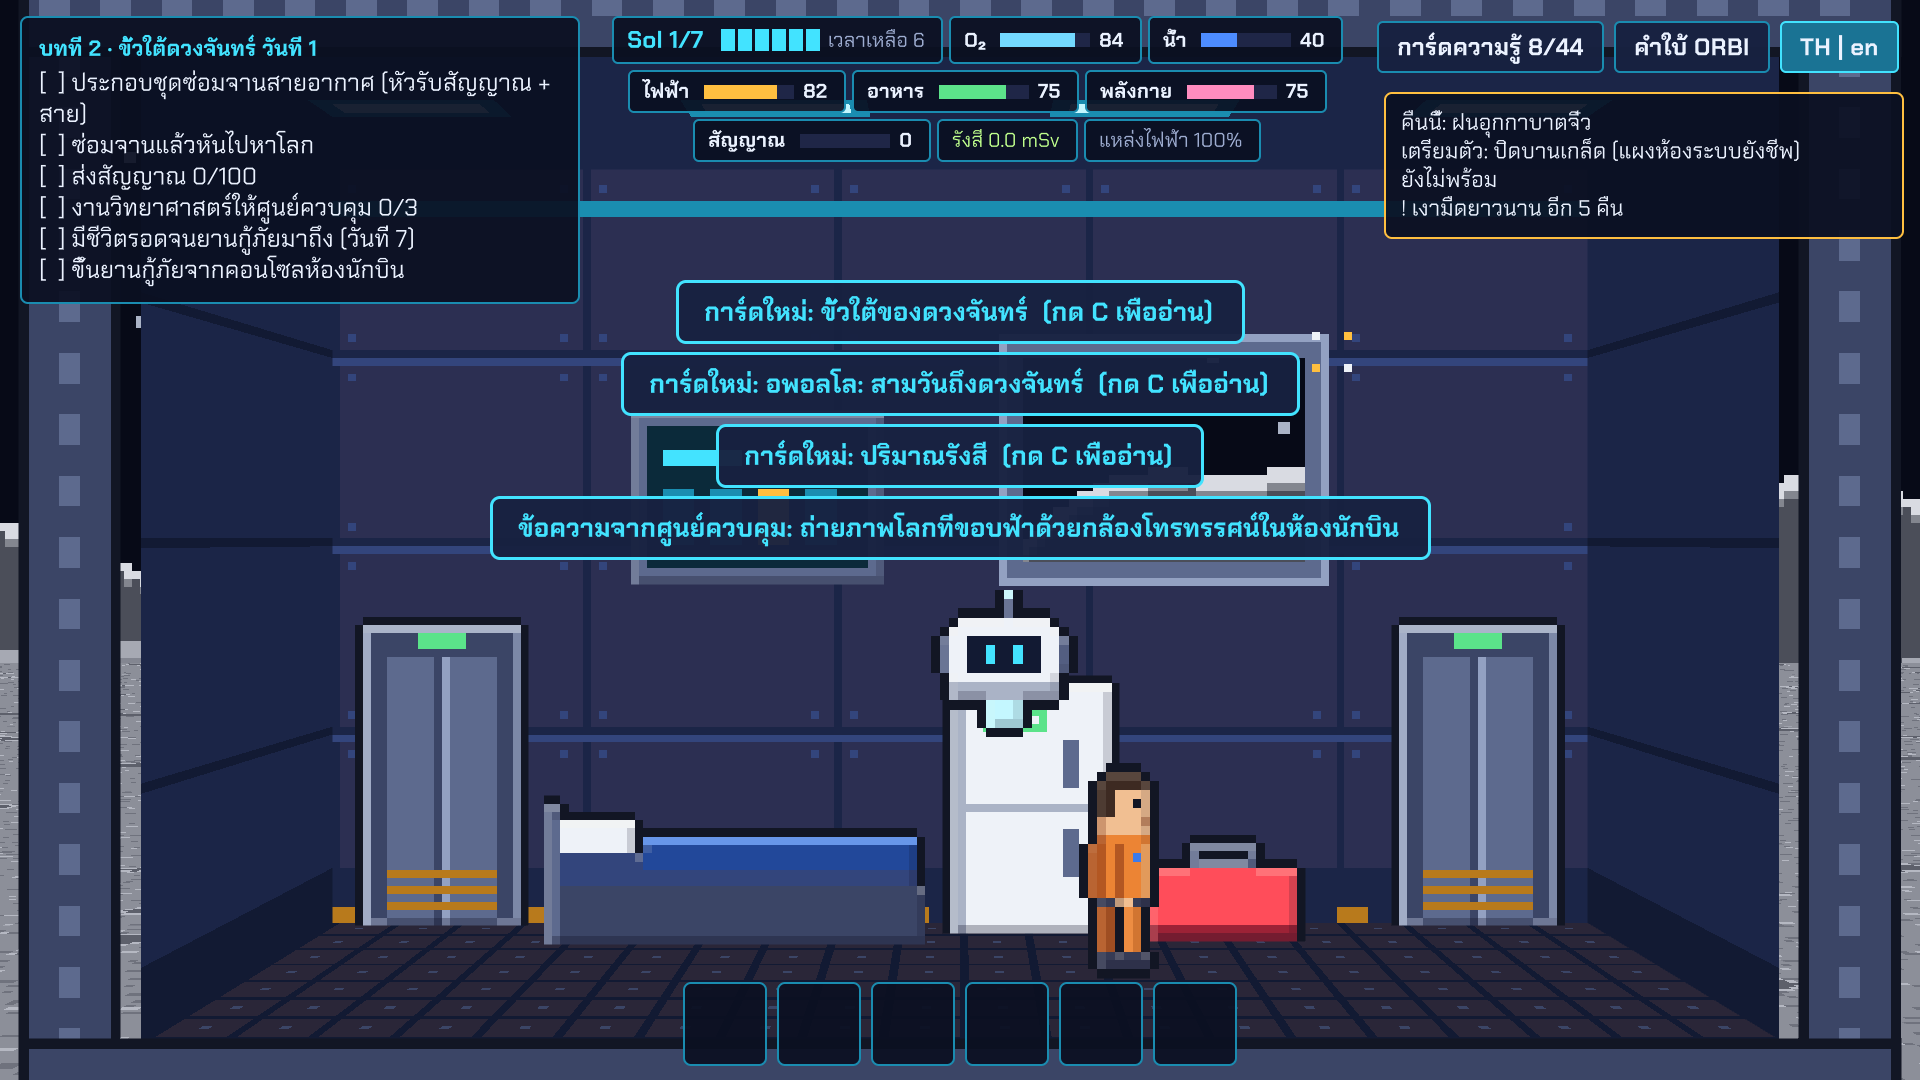 บทที่ 2 · ขั้วใต้ดวงจันทร์ วันที่ 1
[ ] ประกอบชุดซ่อมจานสายอากาศ (หัวรับสัญญาณ +
สาย)
[ ] ซ่อมจานแล้วหันไปหาโลก
[ ] ส่งสัญญาณ 0/100
[ ] งานวิทยาศาสตร์ให้ศูนย์ควบคุม 0/3
[ ] มีชีวิตรอดจนยานกู้ภัยมาถึง (วันที่ 7)
[ ] ขึ้นยานกู้ภัยจากคอนโซลห้องนักบิน
Sol 1/7 เวลาเหลือ 6
O₂ 84
น้ำ 40
ไฟฟ้า 82
อาหาร 75
พลังกาย 75
สัญญาณ 0
รังสี 0.0 mSv
แหล่งไฟฟ้า 100%
การ์ดความรู้ 8/44
คำใบ้ ORBI
TH | en
คืนนี้: ฝนอุกกาบาตจิ๋ว
เตรียมตัว: ปิดบานเกล็ด (แผงห้องระบบยังชีพ)
ยังไม่พร้อม
! เงามืดยาวนาน อีก 5 คืน
การ์ดใหม่: ขั้วใต้ของดวงจันทร์ (กด C เพื่ออ่าน)
การ์ดใหม่: อพอลโล: สามวันถึงดวงจันทร์ (กด C เพื่ออ่าน)
การ์ดใหม่: ปริมาณรังสี (กด C เพื่ออ่าน)
ข้อความจากศูนย์ควบคุม: ถ่ายภาพโลกที่ขอบฟ้าด้วยกล้องโทรทรรศน์ในห้องนักบิน